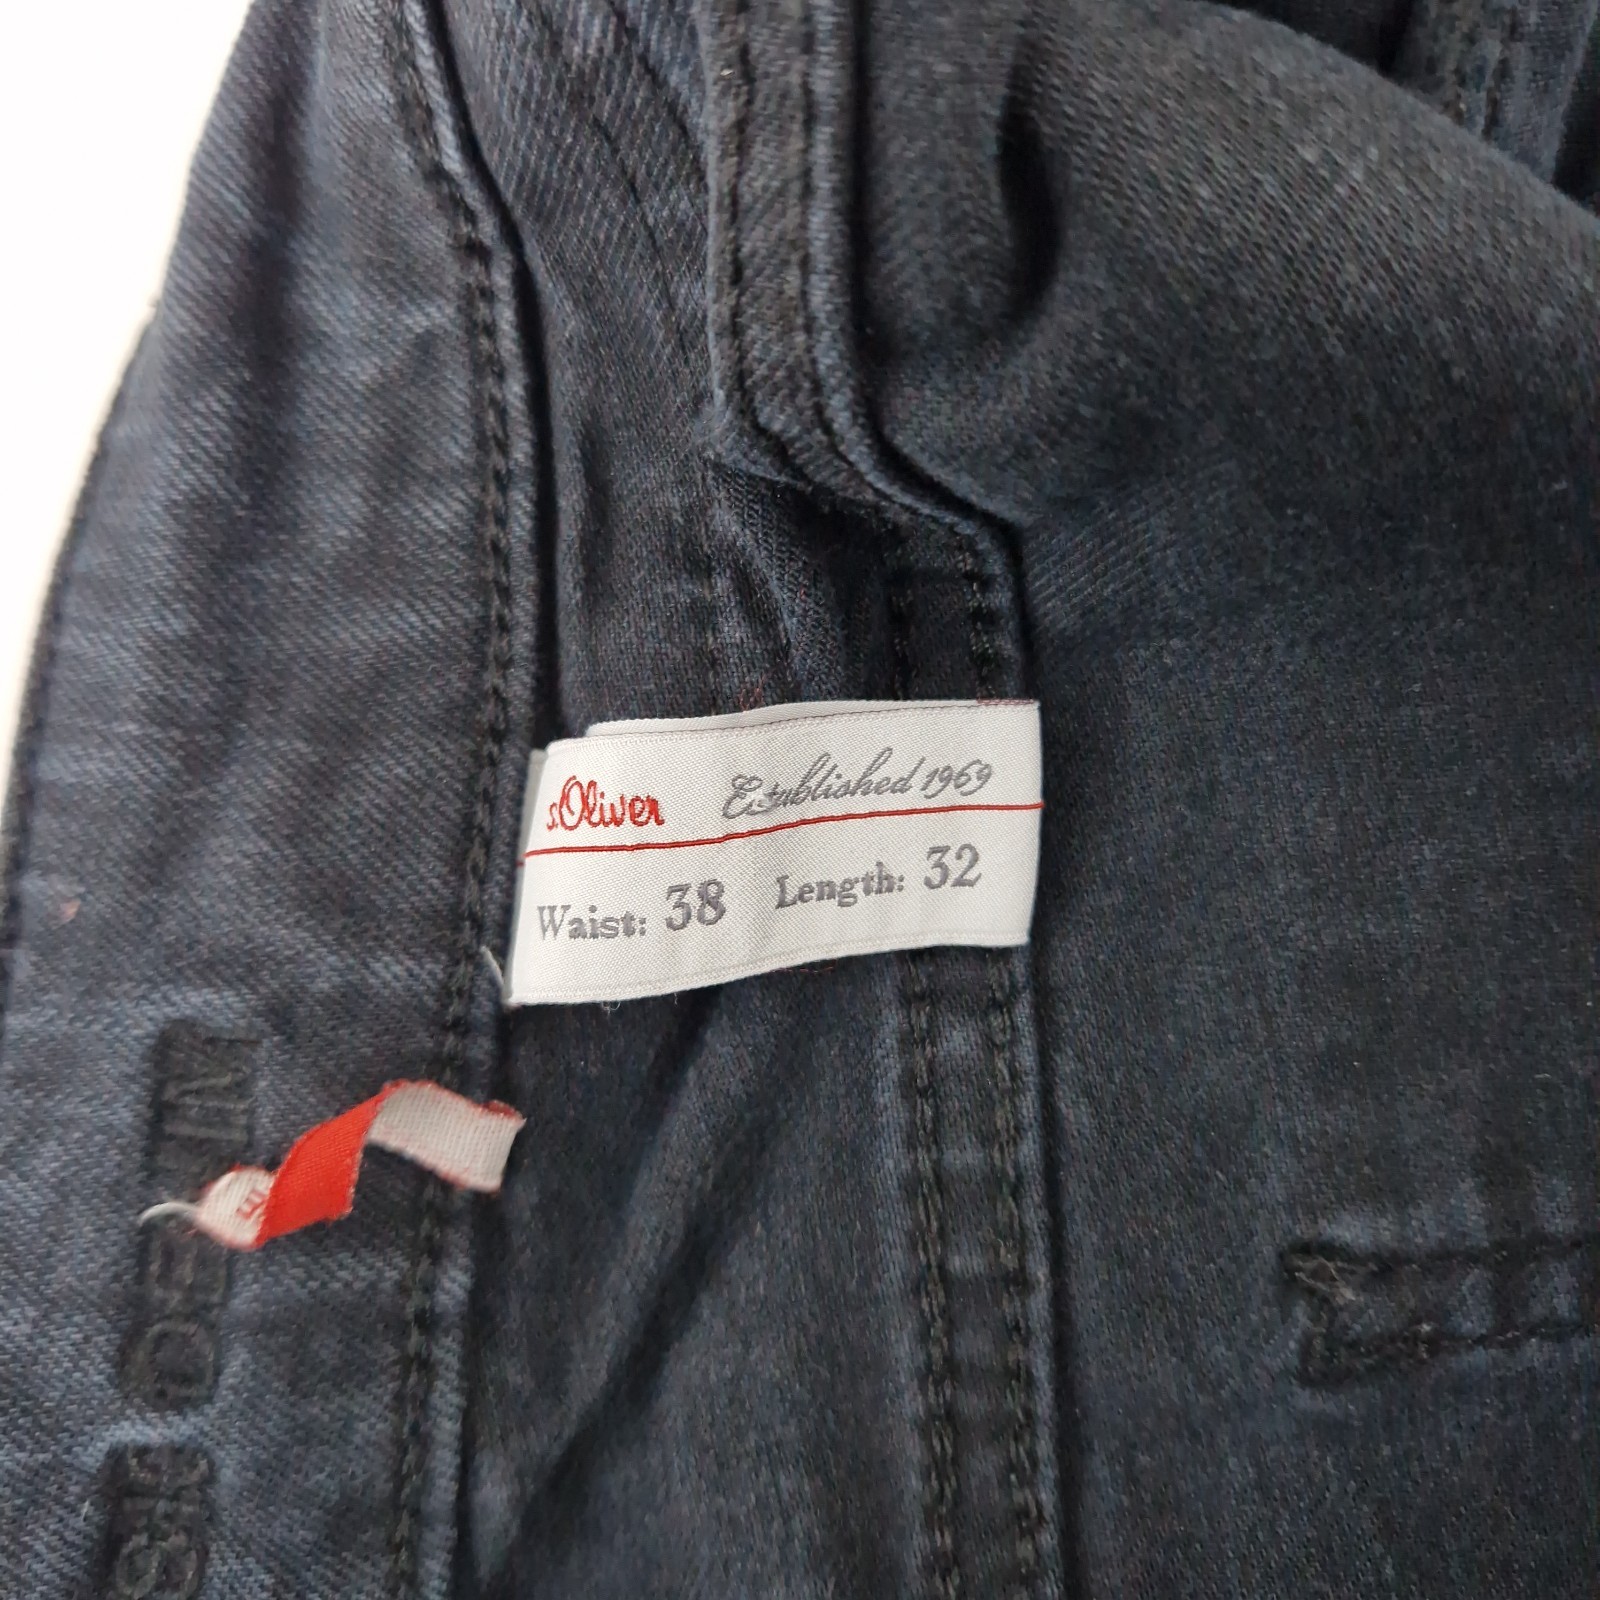 s.Oliver Established 1969
Waist: 38 Length: 32